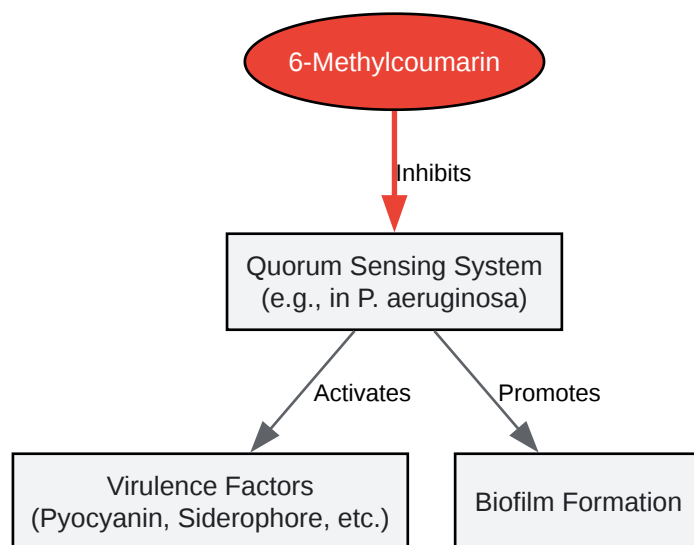 6-Methylcoumarin
Inhibits
Quorum Sensing System
(e.g., in P. aeruginosa)
Activates
Promotes
Virulence Factors
(Pyocyanin, Siderophore, etc.)
Biofilm Formation